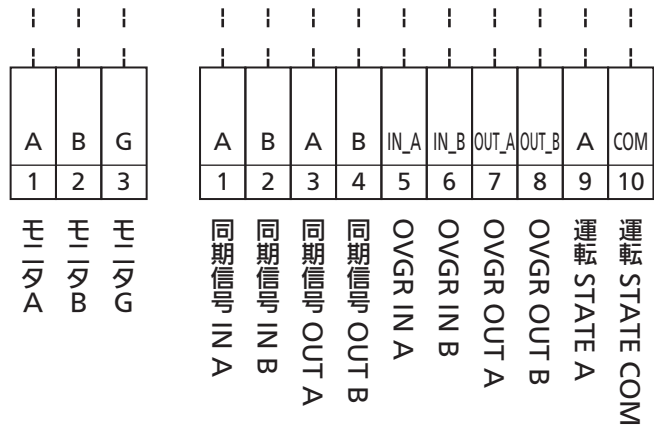 A B G
1 2 3
モニタA
モニタB
モニタG
A B A B IN_A IN_B OUT_A OUT_B A COM
1 2 3 4 5 6 7 8 9 10
同期信号 IN A
同期信号 IN B
同期信号 OUT A
同期信号 OUT B
OVGR IN A
OVGR IN B
OVGR OUT A
OVGR OUT B
運転 STATE A
運転 STATE COM